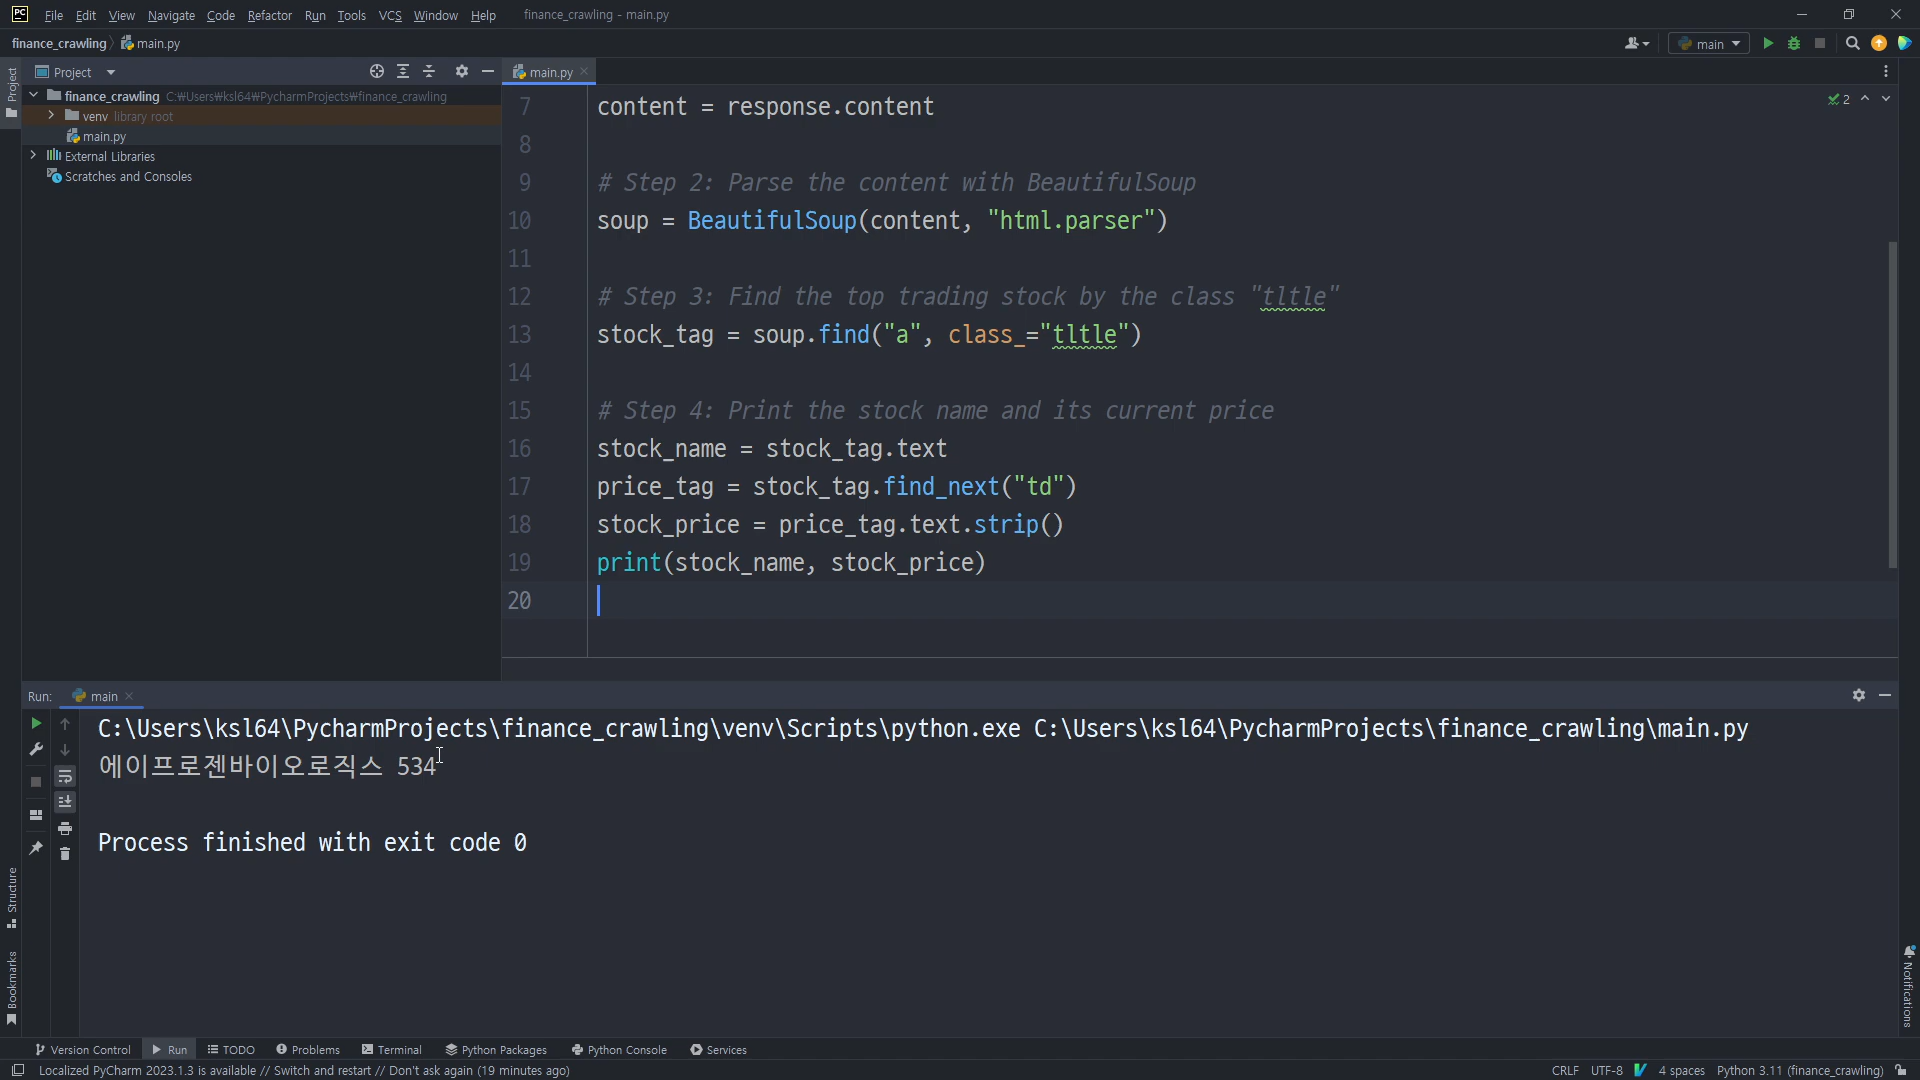 PC File Edit View Navigate Code Refactor Run Tools VCS Window Help finance_crawling - main.py
finance_crawling main.py main
Project
Project
finance_crawling C:₩Users₩ksl64₩PycharmProjects₩finance_crawling
venv library root
main.py
External Libraries
Scratches and Consoles
main.py
2
7 content = response.content
8
9 # Step 2: Parse the content with BeautifulSoup
10 soup = BeautifulSoup(content, "html.parser")
11
12 # Step 3: Find the top trading stock by the class "tltle"
13 stock_tag = soup.find("a", class_="tltle")
14
15 # Step 4: Print the stock name and its current price
16 stock_name = stock_tag.text
17 price_tag = stock_tag.find_next("td")
18 stock_price = price_tag.text.strip()
19 print(stock_name, stock_price)
20
Run: main
C:\Users\ksl64\PycharmProjects\finance_crawling\venv\Scripts\python.exe C:\Users\ksl64\PycharmProjects\finance_crawling\main.py
에이프로젠바이오로직스 534
Process finished with exit code 0
Structure
Bookmarks
Notifications
Version Control Run TODO Problems Terminal Python Packages Python Console Services
Localized PyCharm 2023.1.3 is available // Switch and restart // Don't ask again (19 minutes ago) CRLF UTF-8 4 spaces Python 3.11 (finance_crawling)